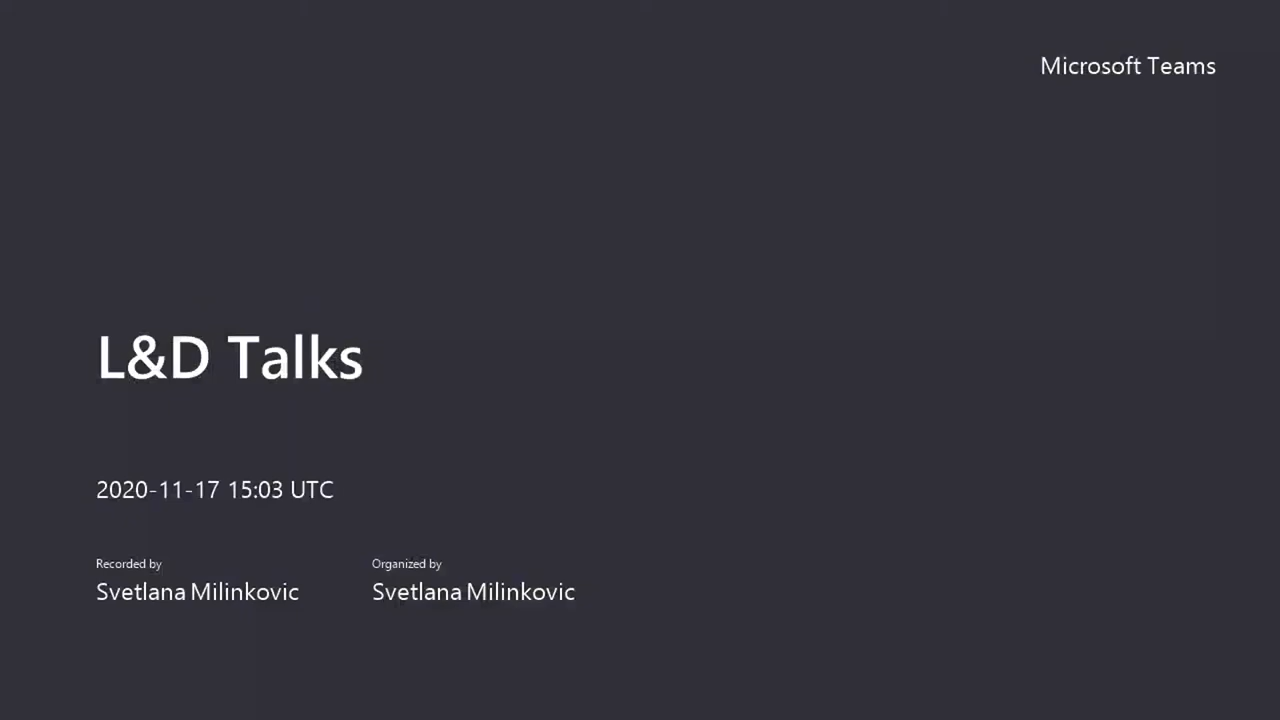 Microsoft Teams
L&D Talks
2020-11-17 15:03 UTC
Recorded by
Svetlana Milinkovic
Organized by
Svetlana Milinkovic